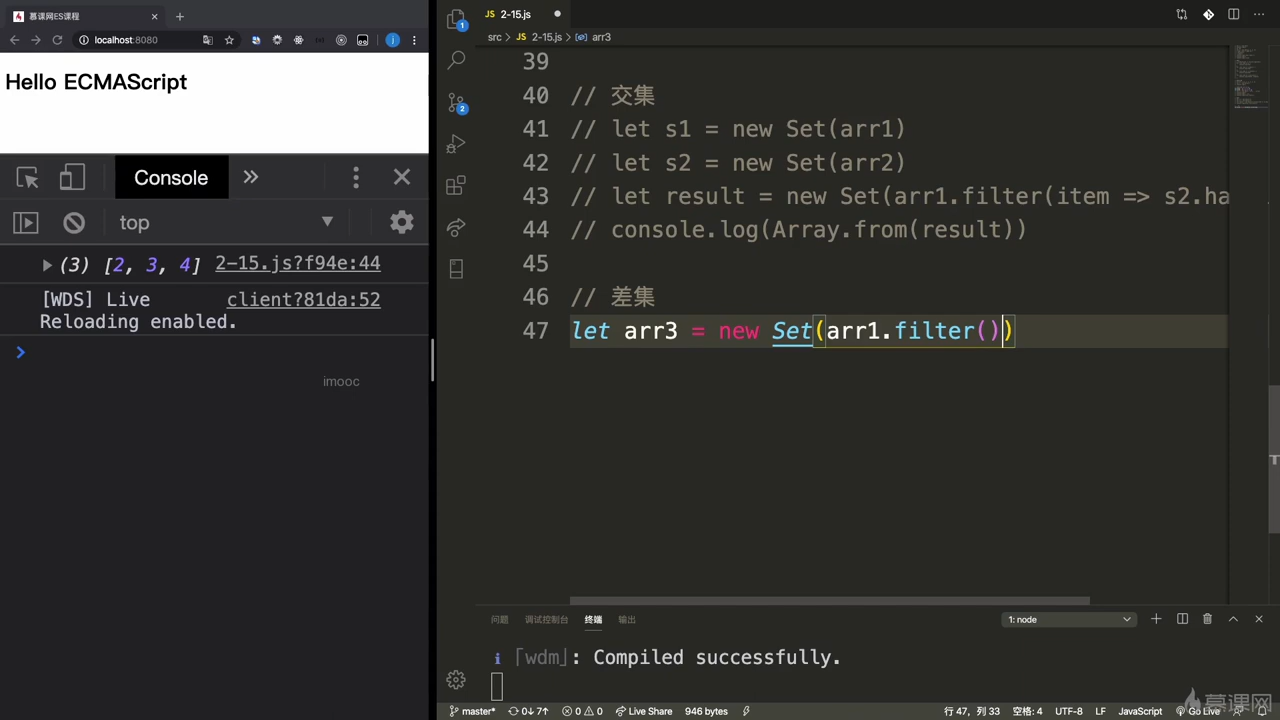 慕课网ES课程
localhost:8080
Hello ECMAScript
Console
top
(3) [2, 3, 4] 2-15.js?f94e:44
[WDS] Live client?81da:52
Reloading enabled.
imooc
JS 2-15.js
src > JS 2-15.js > arr3
39
40 // 交集
41 // let s1 = new Set(arr1)
42 // let s2 = new Set(arr2)
43 // let result = new Set(arr1.filter(item => s2.ha
44 // console.log(Array.from(result))
45
46 // 差集
47 let arr3 = new Set(arr1.filter())
问题 调试控制台 终端 输出 1: node
i 「wdm」: Compiled successfully.
master* 0↓ 7↑ 0 0 Live Share 946 bytes 行 47, 列 33 空格: 4 UTF-8 LF JavaScript Go Live
慕课网